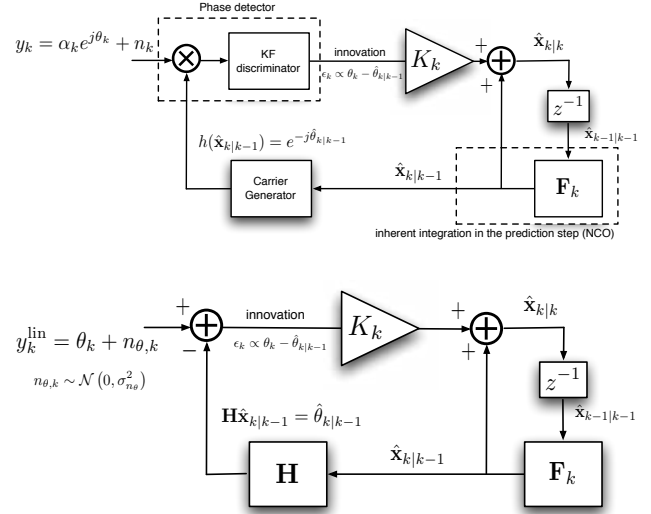 Phase detector
y_k = α_k e^{jθ_k} + n_k
KF
discriminator
innovation
ε_k ∝ θ_k − θ̂_{k|k−1}
K_k
+
+
x̂_{k|k}
z^{−1}
x̂_{k−1|k−1}
h(x̂_{k|k−1}) = e^{−jθ̂_{k|k−1}}
Carrier
Generator
x̂_{k|k−1}
F_k
inherent integration in the prediction step (NCO)
y_k^{lin} = θ_k + n_{θ,k}
n_{θ,k} ∼ N(0, σ²_{n_θ})
+
−
innovation
ε_k ∝ θ_k − θ̂_{k|k−1}
K_k
+
+
x̂_{k|k}
z^{−1}
x̂_{k−1|k−1}
Hx̂_{k|k−1} = θ̂_{k|k−1}
H
x̂_{k|k−1}
F_k